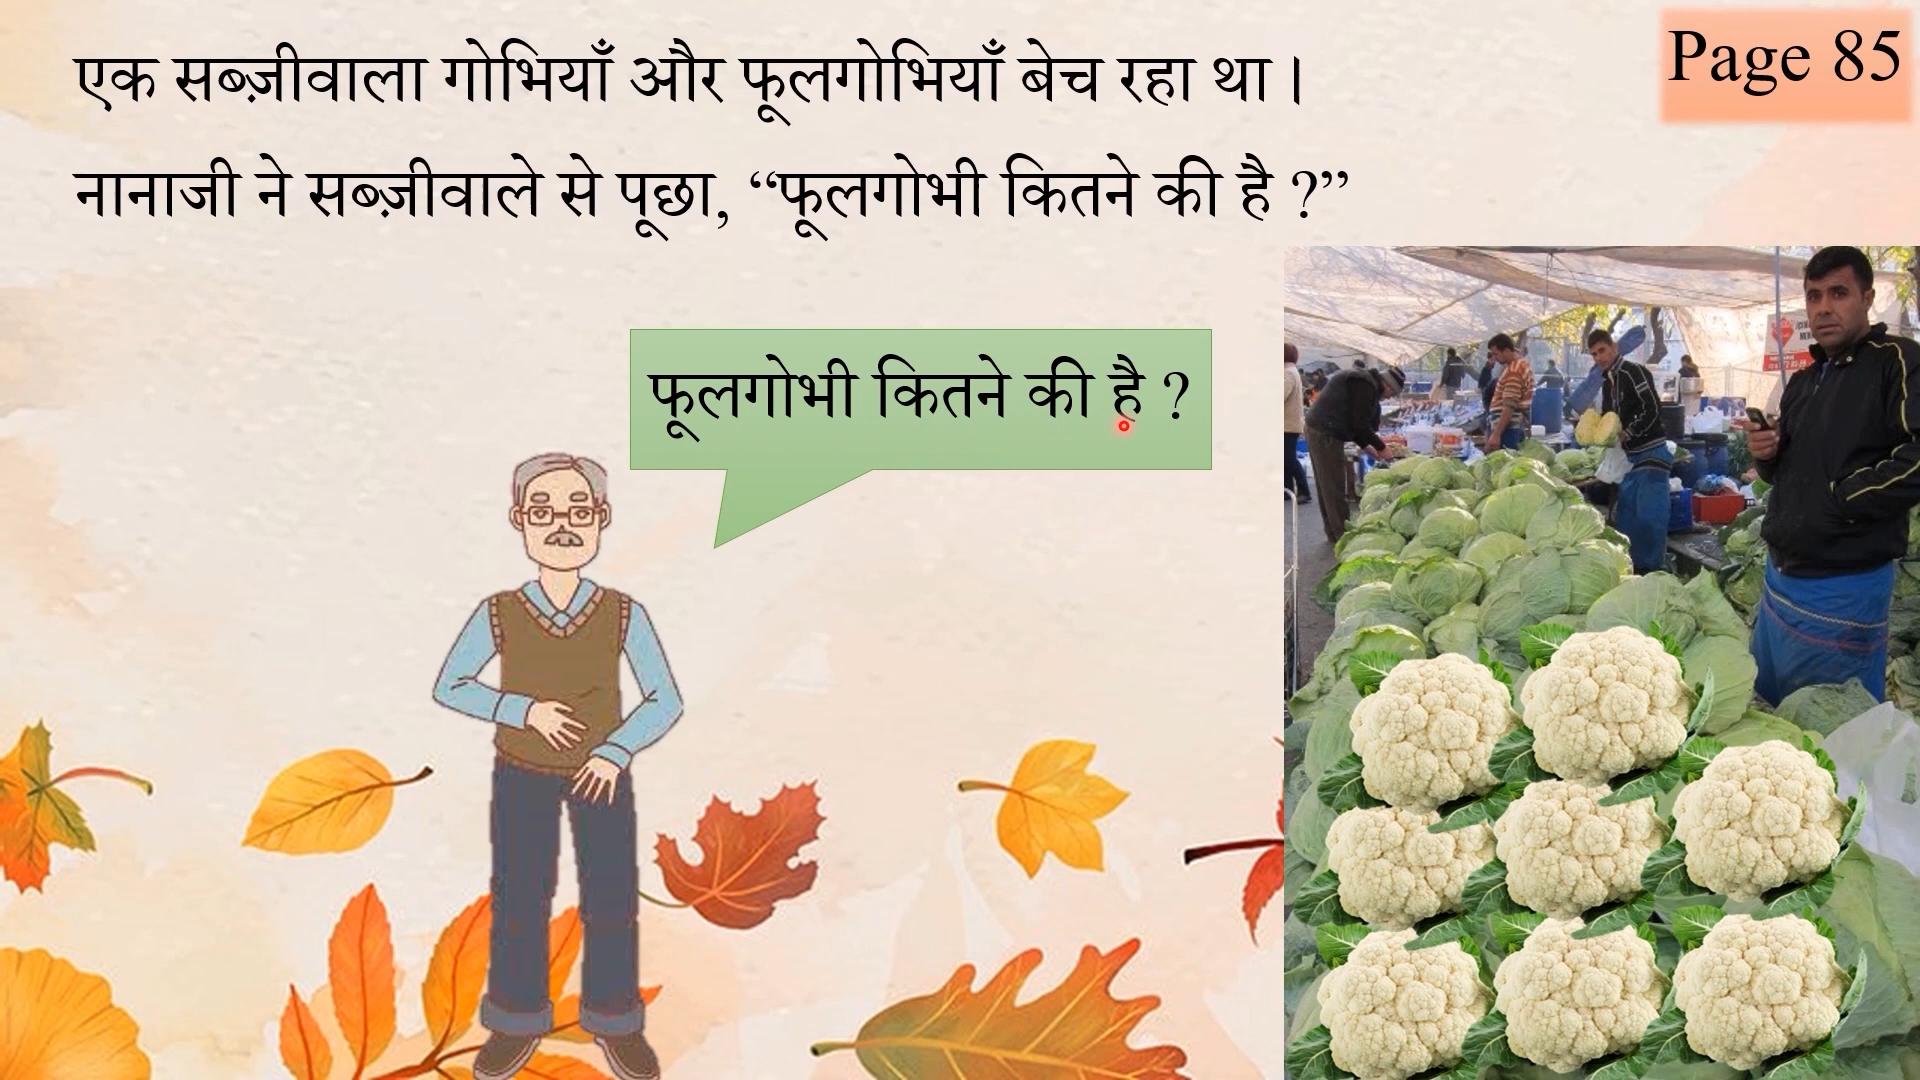 एक सब्ज़ीवाला गोभियाँ और फूलगोभियाँ बेच रहा था।
Page 85
नानाजी ने सब्ज़ीवाले से पूछा, “फूलगोभी कितने की है ?”
फूलगोभी कितने की है ?